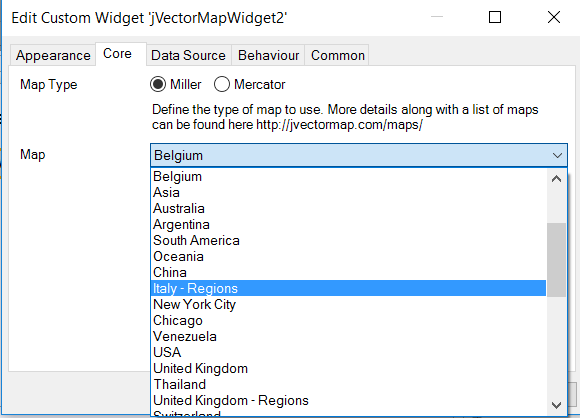 Edit Custom Widget 'jVectorMapWidget2'
Appearance Core Data Source Behaviour Common
Map Type Miller Mercator
Define the type of map to use. More details along with a list of maps
can be found here http://jvectormap.com/maps/
Map Belgium
Belgium
Asia
Australia
Argentina
South America
Oceania
China
Italy - Regions
New York City
Chicago
Venezuela
USA
United Kingdom
Thailand
United Kingdom - Regions
Switzerland